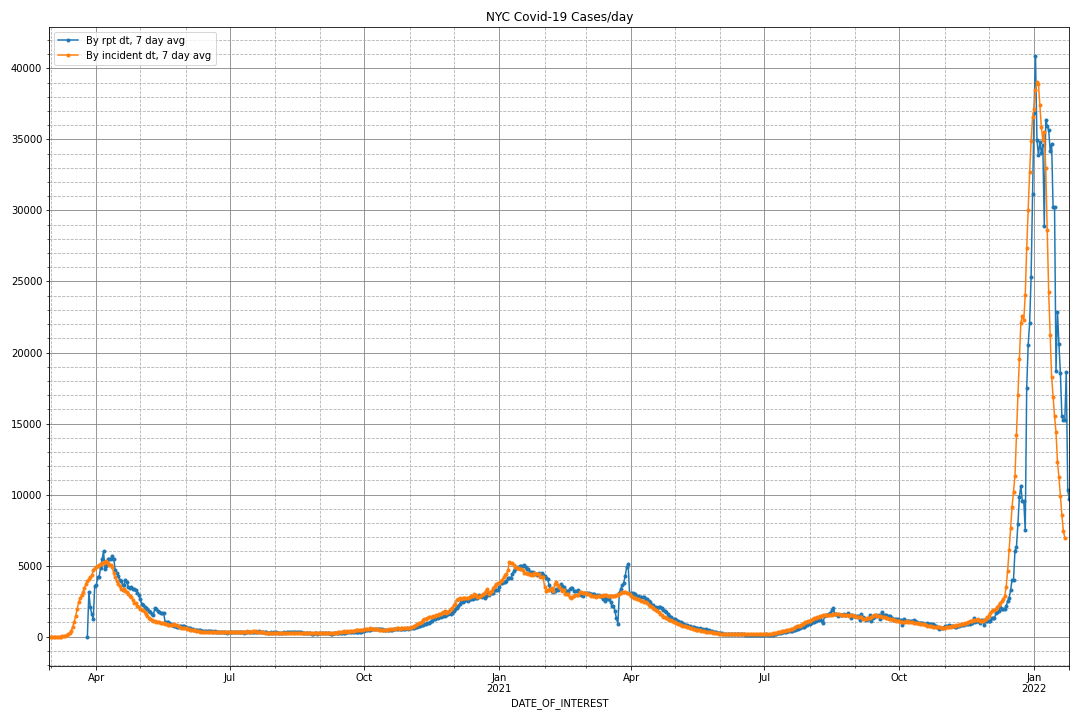 NYC Covid-19 Cases/day
By rpt dt, 7 day avg
By incident dt, 7 day avg
40000
35000
30000
25000
20000
15000
10000
5000
0
Apr Jul Oct Jan Apr Jul Oct Jan
2021 2022
DATE_OF_INTEREST